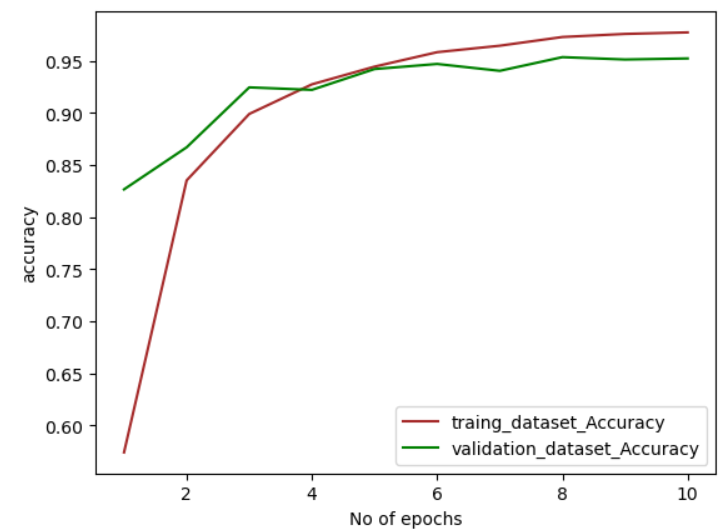 0.95
0.90
0.85
0.80
0.75
0.70
0.65
0.60
accuracy
traing_dataset_Accuracy
validation_dataset_Accuracy
2 4 6 8 10
No of epochs